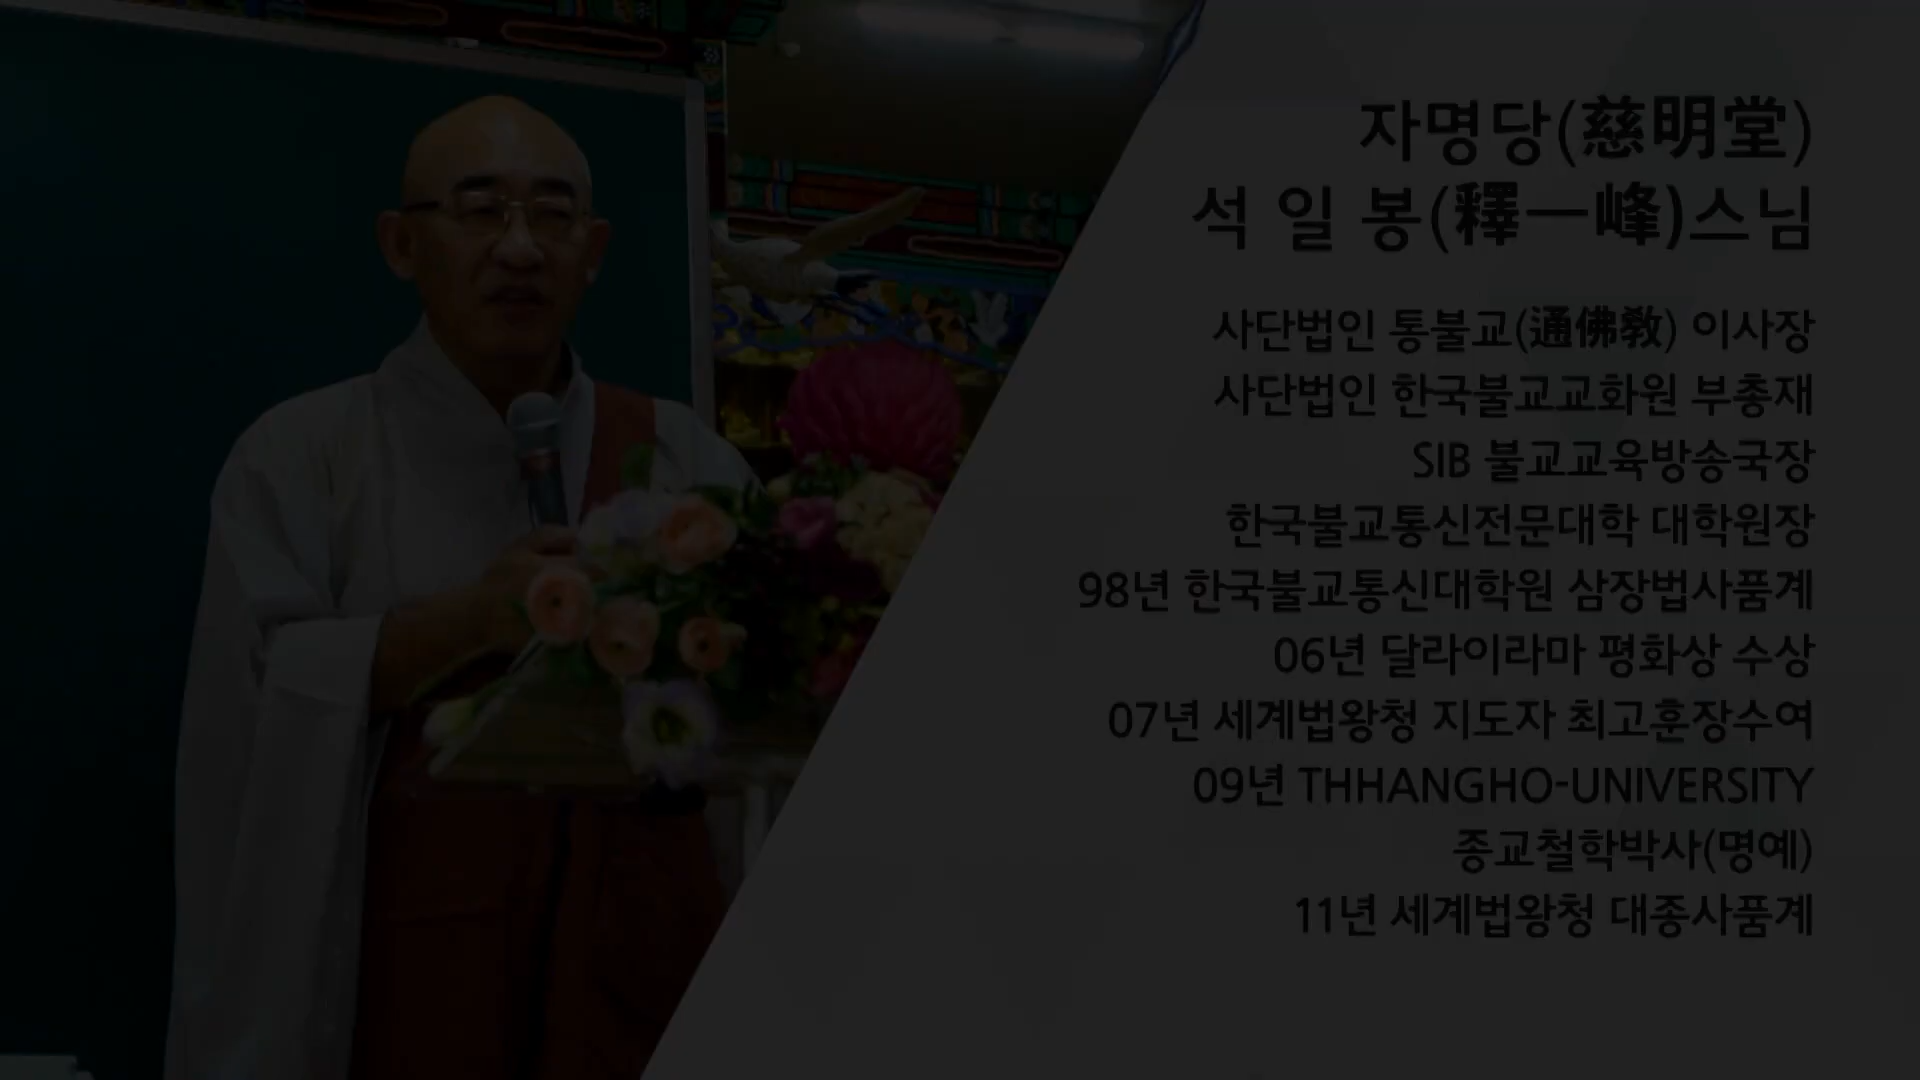 자명당(慈明堂)
석 일 봉(釋一峰)스님
사단법인 통불교(通佛敎) 이사장
사단법인 한국불교교화원 부총재
SIB 불교교육방송국장
한국불교통신전문대학 대학원장
98년 한국불교통신대학원 삼장법사품계
06년 달라이라마 평화상 수상
07년 세계법왕청 지도자 최고훈장수여
09년 THHANGHO-UNIVERSITY
종교철학박사(명예)
11년 세계법왕청 대종사품계